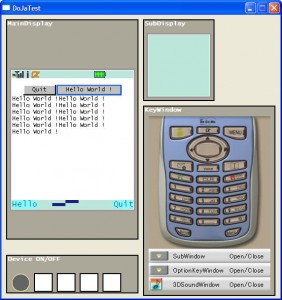 DoJaTest
MainDisplay
SubDisplay
Quit Hello World !
Hello World !Hello World !
Hello World !Hello World !
Hello World !Hello World !
Hello World !Hello World !
Hello World !Hello World !
Hello World !
Hello Quit
KeyWindow
CLR
MENU
SubWindow Open/Close
OptionKeyWindow Open/Close
3DSoundWindow Open/Close
Device ON/OFF